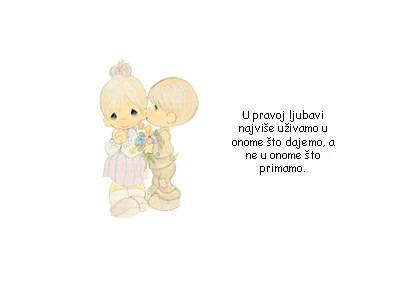 U pravoj ljubavi
najviše uživamo u
onome što dajemo, a
ne u onome što
primamo.